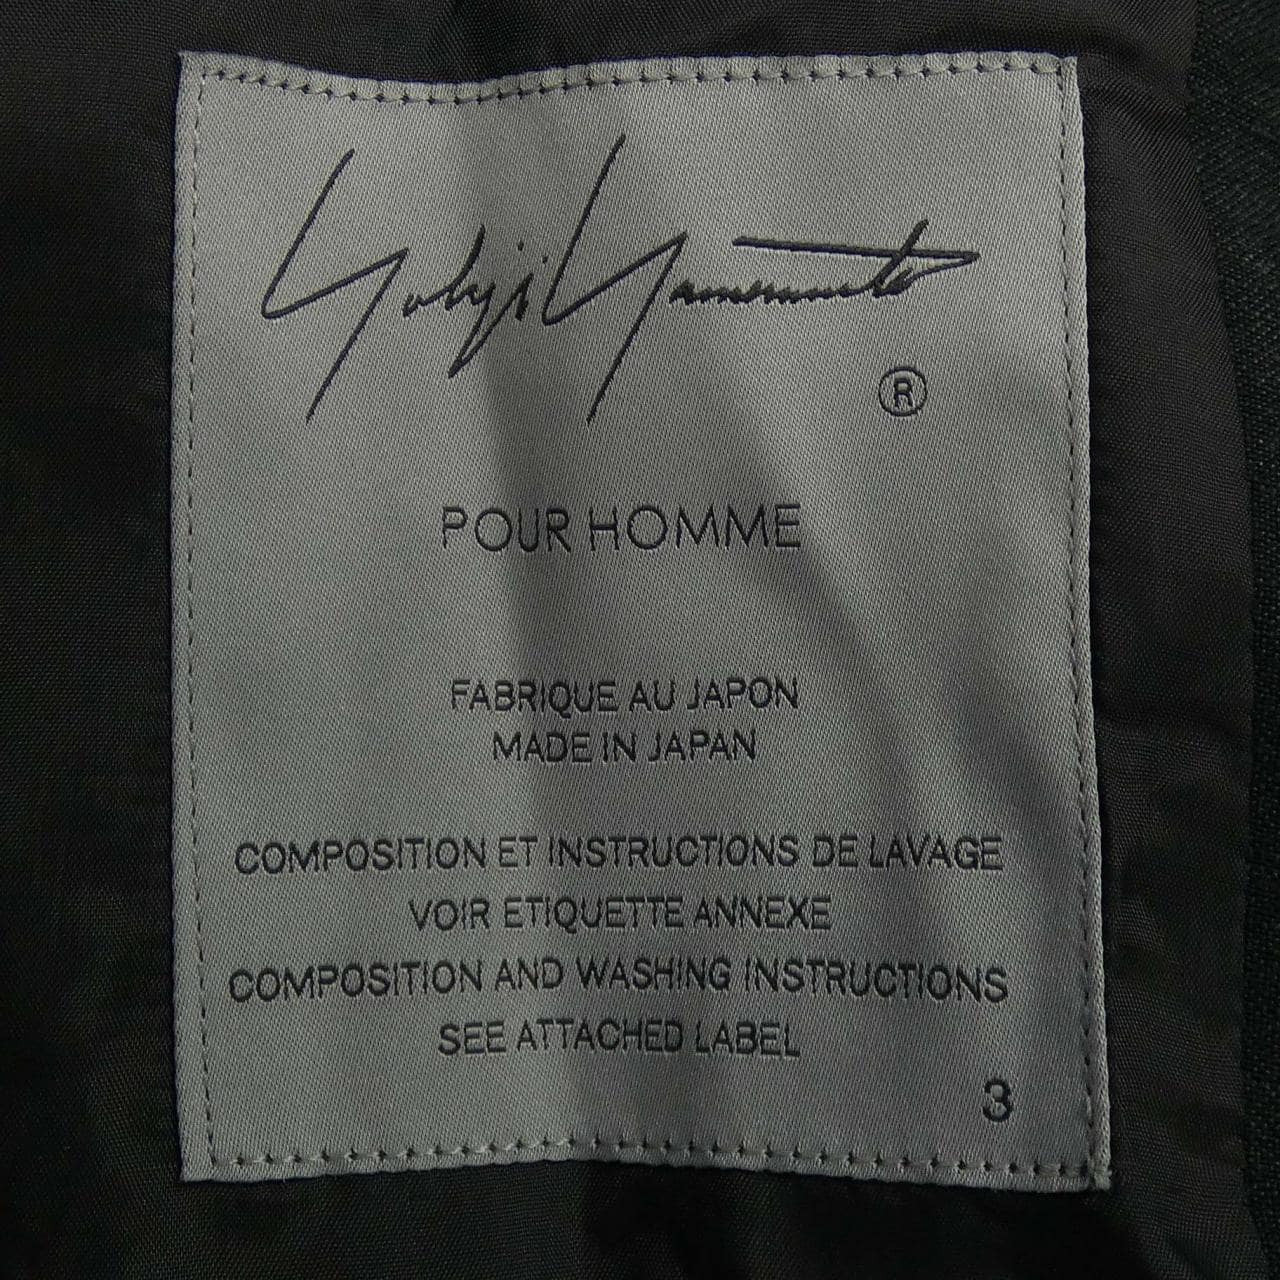 Yohji Yamamoto
®
POUR HOMME
FABRIQUE AU JAPON
MADE IN JAPAN
COMPOSITION ET INSTRUCTIONS DE LAVAGE
VOIR ETIQUETTE ANNEXE
COMPOSITION AND WASHING INSTRUCTIONS
SEE ATTACHED LABEL
3